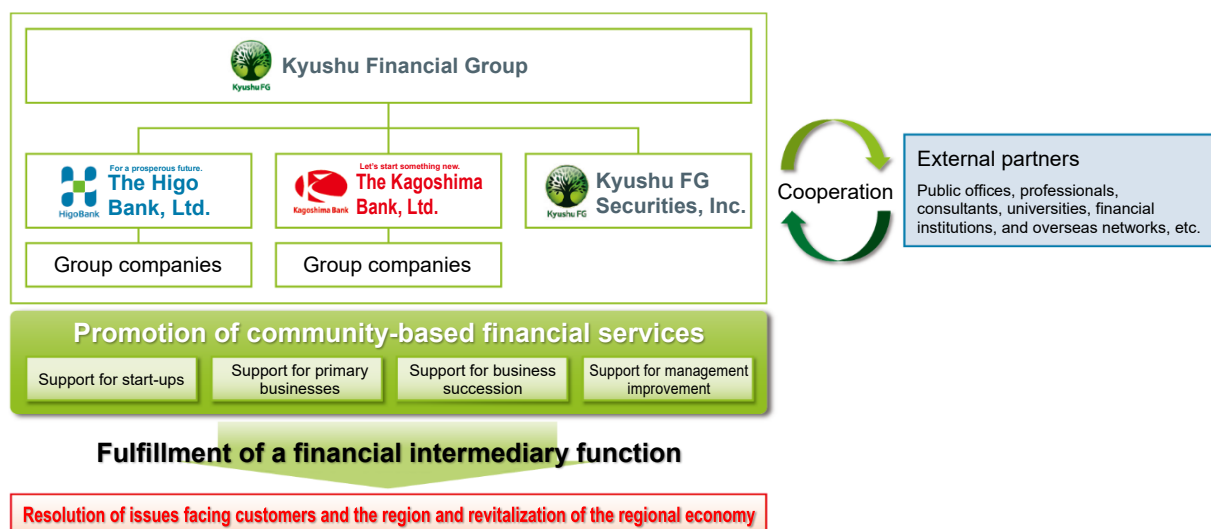 Kyushu FG
Kyushu Financial Group
For a prosperous future.
The Higo
Bank, Ltd.
HigoBank
Let's start something new.
The Kagoshima
Bank, Ltd.
Kagoshima Bank
Kyushu FG
Kyushu FG
Securities, Inc.
Group companies
Group companies
Cooperation
External partners
Public offices, professionals,
consultants, universities, financial
institutions, and overseas networks, etc.
Promotion of community-based financial services
Support for start-ups
Support for primary
businesses
Support for business
succession
Support for management
improvement
Fulfillment of a financial intermediary function
Resolution of issues facing customers and the region and revitalization of the regional economy